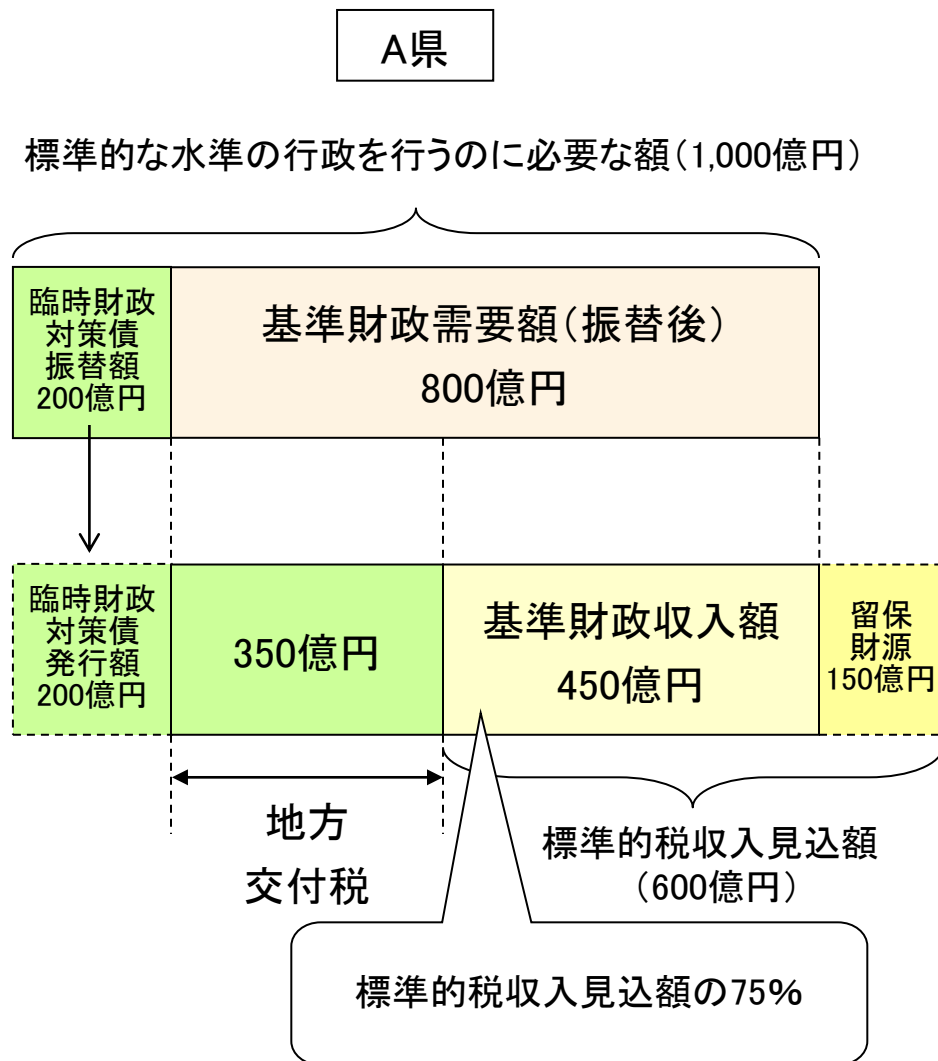 A県
標準的な水準の行政を行うのに必要な額（1,000億円）
臨時財政
対策債
振替額
200億円
基準財政需要額（振替後）
800億円
臨時財政
対策債
発行額
200億円
350億円
基準財政収入額
450億円
留保
財源
150億円
地方
交付税
標準的税収入見込額
（600億円）
標準的税収入見込額の75%